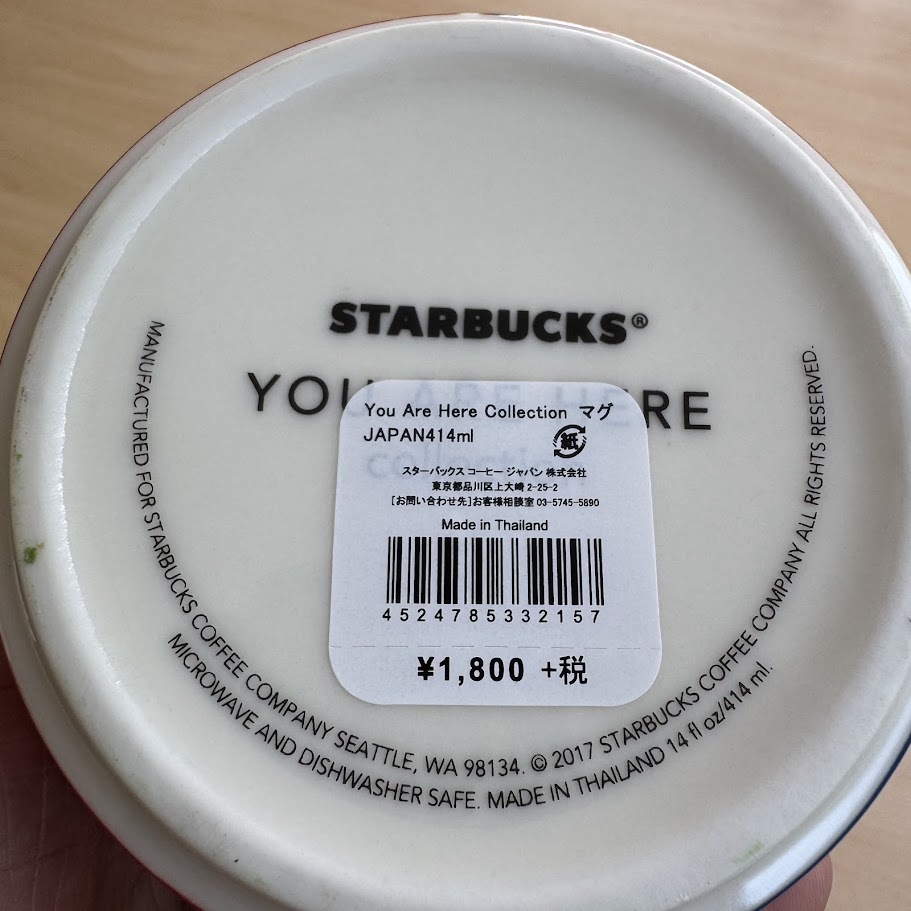 STARBUCKS®
YOU ARE HERE
collection
You Are Here Collection マグ
JAPAN414ml
紙
スターバックス コーヒー ジャパン 株式会社
東京都品川区上大崎 2-25-2
[お問い合わせ先]お客様相談室 03-5745-5890
Made in Thailand
4524785332157
¥1,800 +税
MANUFACTURED FOR STARBUCKS COFFEE COMPANY SEATTLE, WA 98134. © 2017 STARBUCKS COFFEE COMPANY ALL RIGHTS RESERVED.
MICROWAVE AND DISHWASHER SAFE. MADE IN THAILAND 14 fl oz/414 ml.